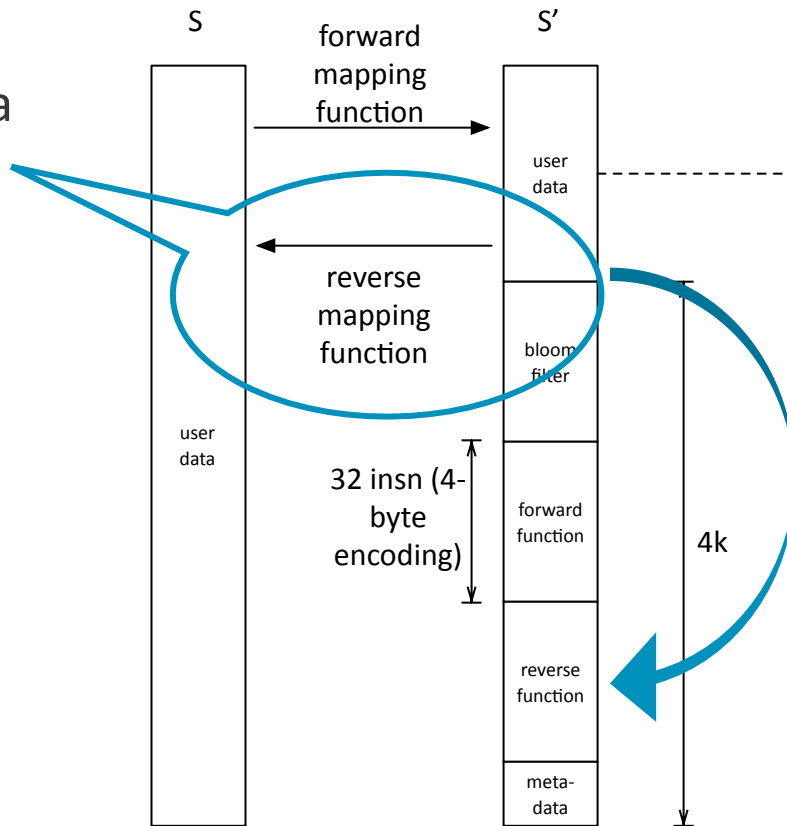 S
S’
forward
mapping
function
a
user
data
reverse
mapping
function
bloom
filter
user
data
32 insn (4-
byte
encoding)
forward
function
4k
reverse
function
meta-
data